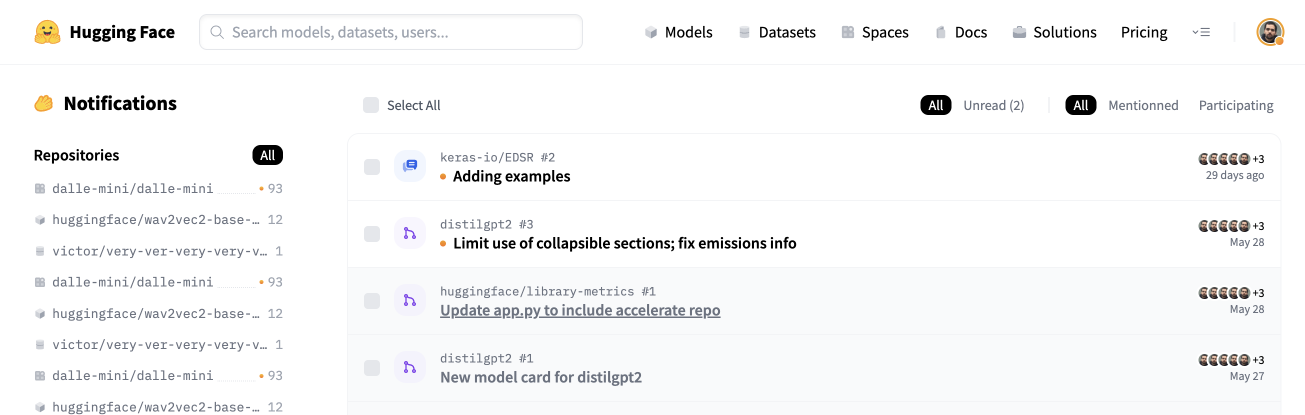 Hugging Face
Search models, datasets, users...
Models
Datasets
Spaces
Docs
Solutions
Pricing
Notifications
Select All
All
Unread (2)
All
Mentionned
Participating
Repositories
All
dalle-mini/dalle-mini 93
huggingface/wav2vec2-base-… 12
victor/very-ver-very-very-v… 1
dalle-mini/dalle-mini 93
huggingface/wav2vec2-base-… 12
victor/very-ver-very-very-v… 1
dalle-mini/dalle-mini 93
huggingface/wav2vec2-base-… 12
keras-io/EDSR #2
Adding examples
+3
29 days ago
distilgpt2 #3
Limit use of collapsible sections; fix emissions info
+3
May 28
huggingface/library-metrics #1
Update app.py to include accelerate repo
+3
May 28
distilgpt2 #1
New model card for distilgpt2
+3
May 27